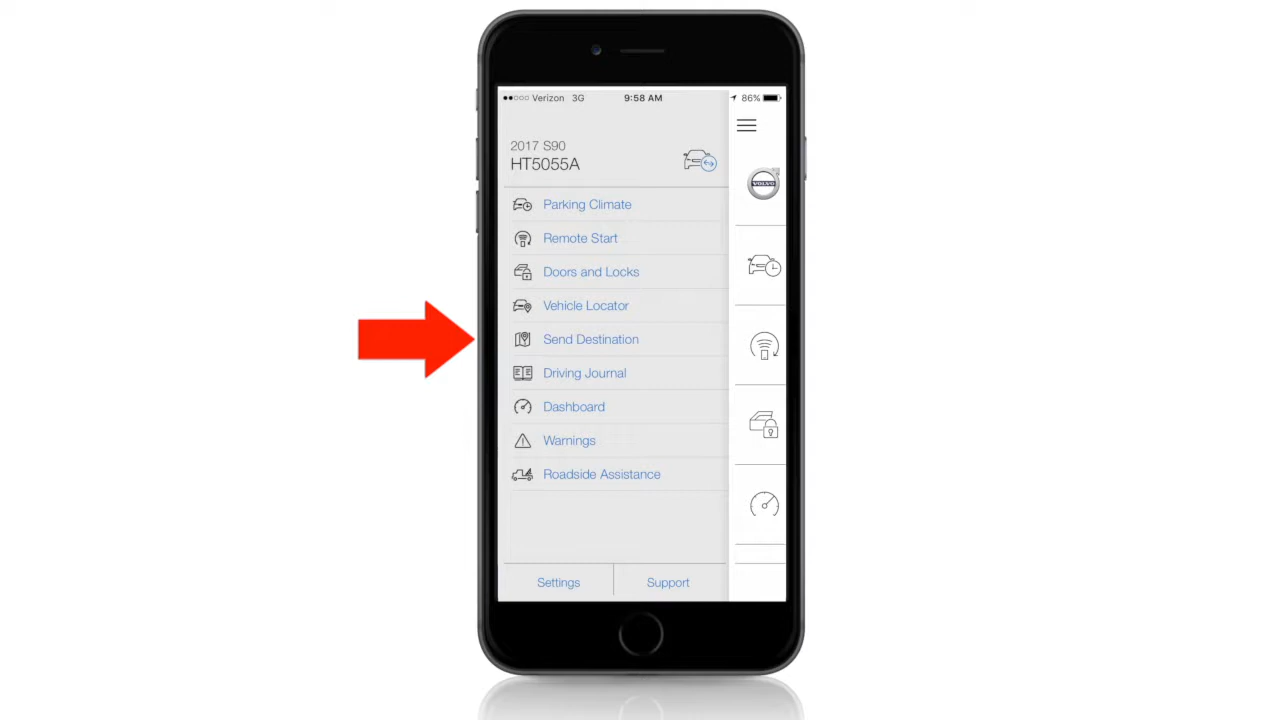 Verizon 3G 9:58 AM 86%
2017 S90
HT5055A
VOLVO
Parking Climate
Remote Start
Doors and Locks
Vehicle Locator
Send Destination
Driving Journal
Dashboard
Warnings
Roadside Assistance
Settings Support